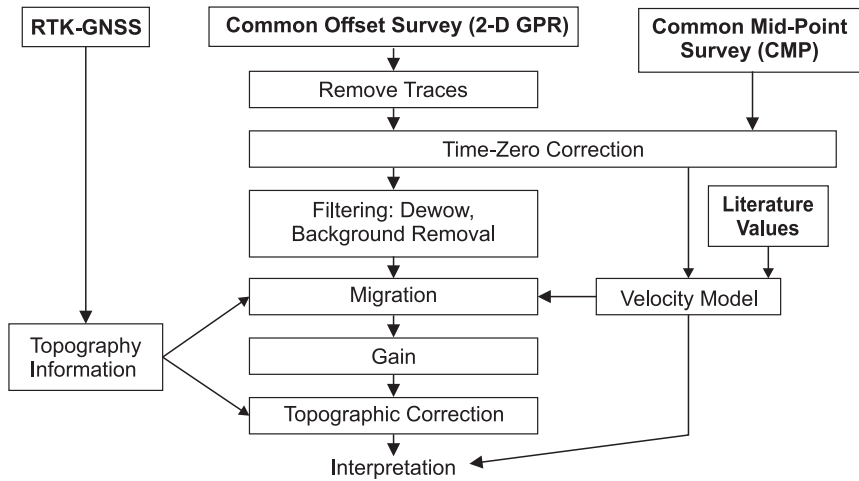 RTK-GNSS
Common Offset Survey (2-D GPR)
Common Mid-Point
Survey (CMP)
Remove Traces
Time-Zero Correction
Filtering: Dewow,
Background Removal
Literature
Values
Migration
Velocity Model
Topography
Information
Gain
Topographic Correction
Interpretation